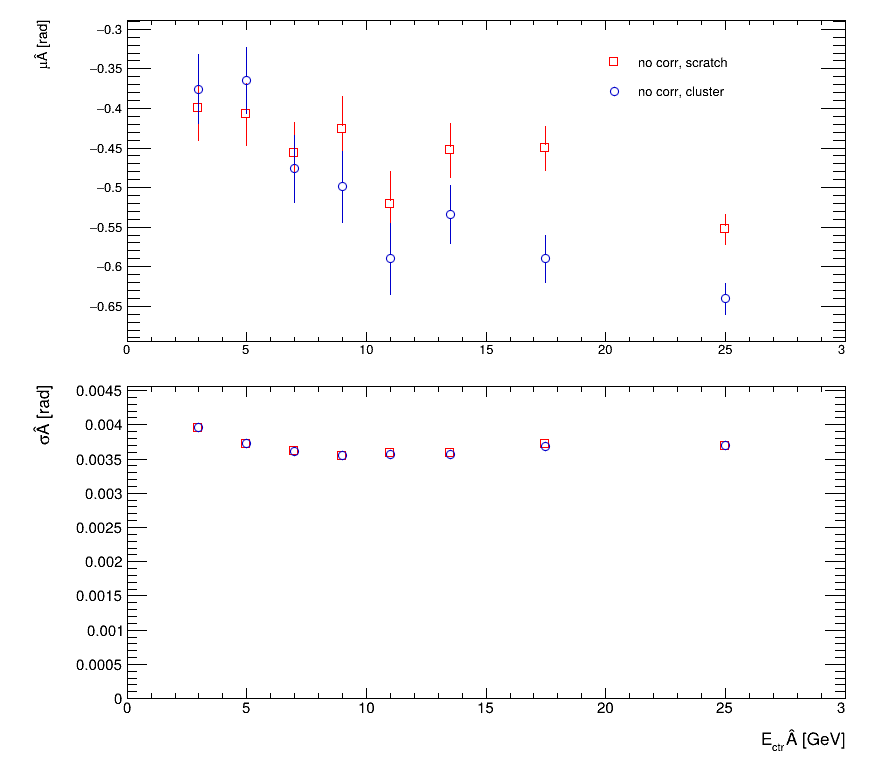 μÂ [rad]
−0.3
−0.35
−0.4
−0.45
−0.5
−0.55
−0.6
−0.65
no corr, scratch
no corr, cluster
0 5 10 15 20 25 3
σÂ [rad]
0.0045
0.004
0.0035
0.003
0.0025
0.002
0.0015
0.001
0.0005
0
0 5 10 15 20 25 3
E_ctr Â [GeV]